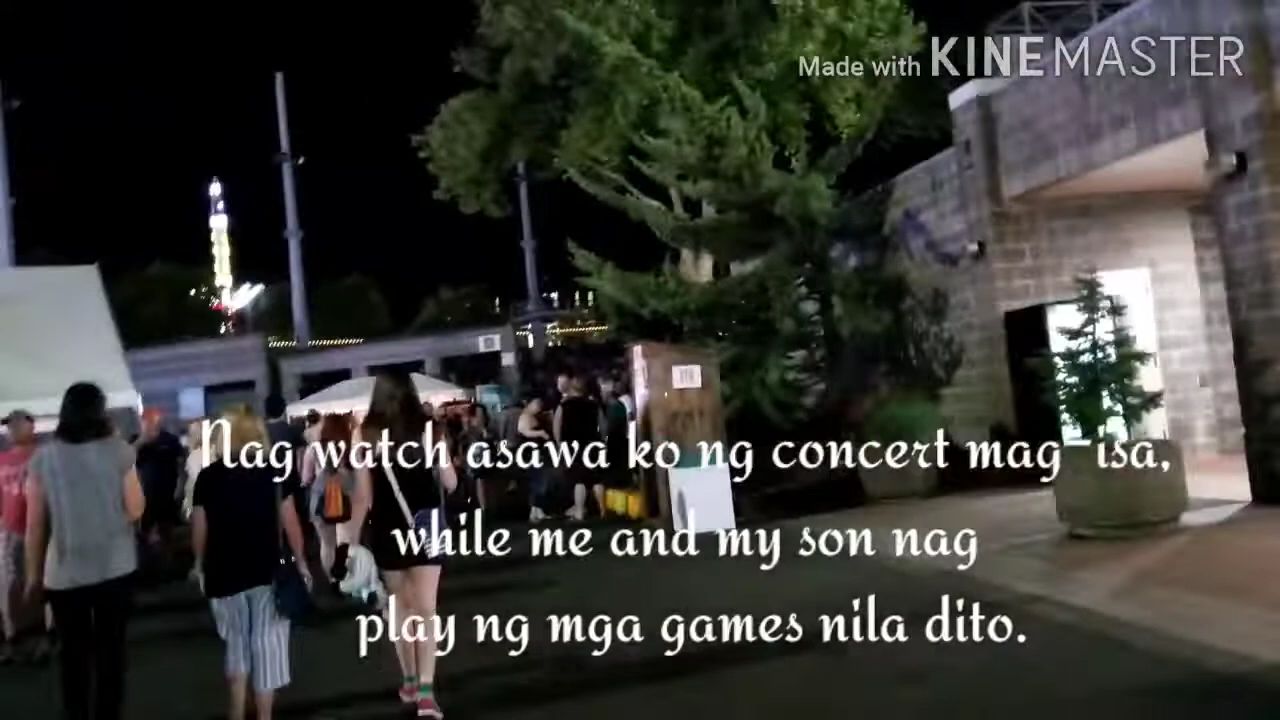 Made with KINEMASTER
Nag watch asawa ko ng concert mag-isa,
while me and my son nag
play ng mga games nila dito.